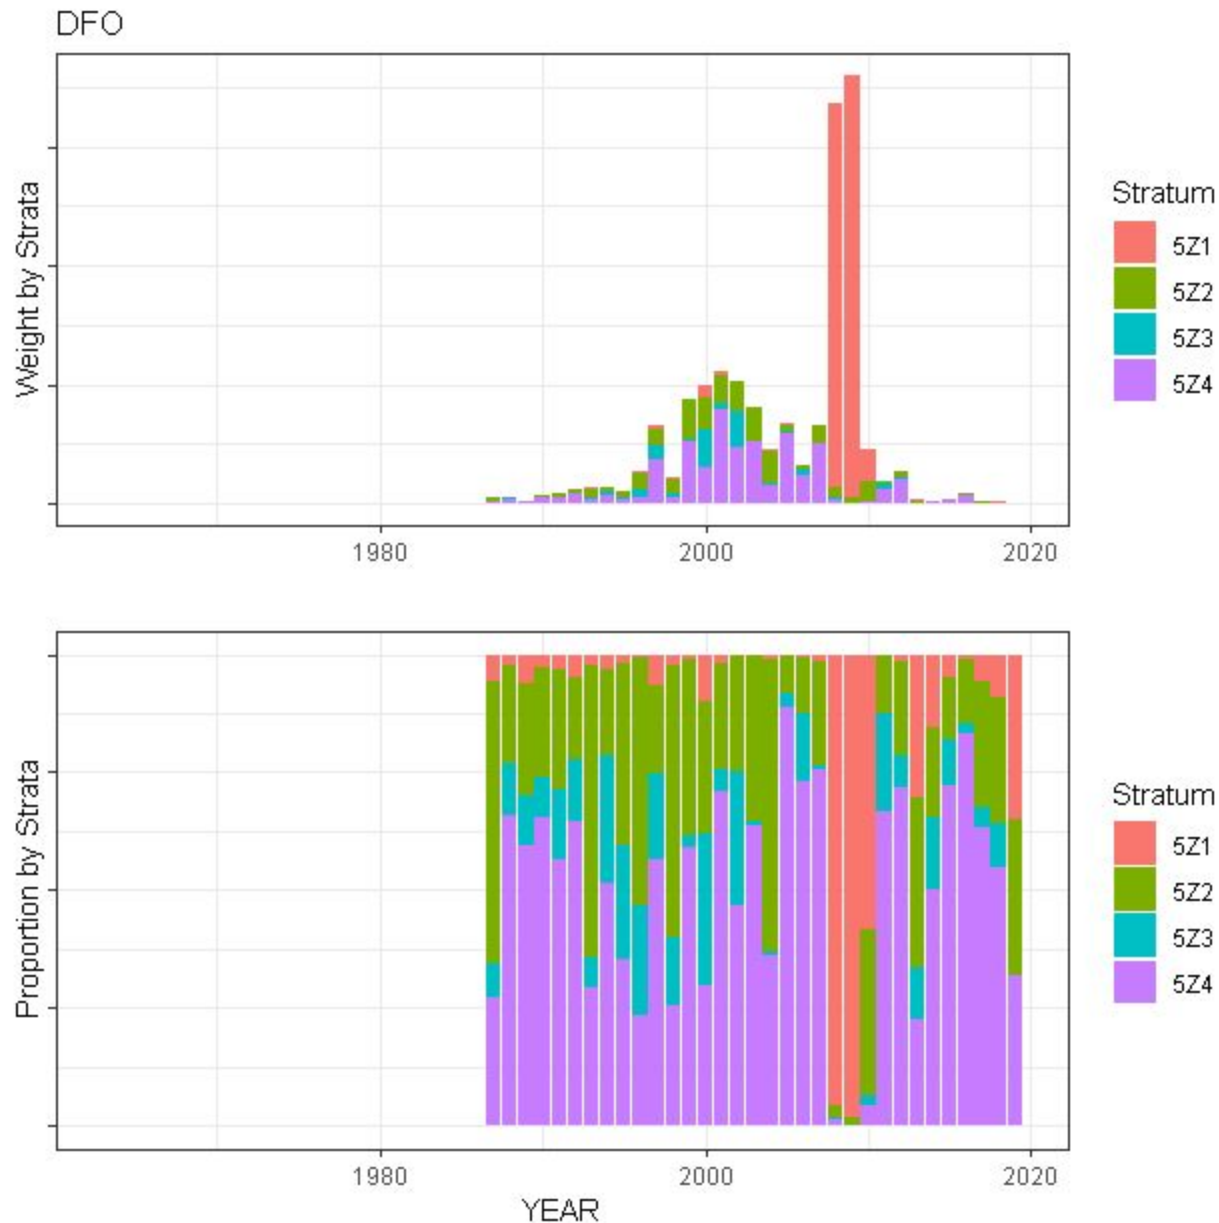 DFO
Weight by Strata
1980 2000 2020
Stratum
5Z1
5Z2
5Z3
5Z4
Proportion by Strata
1980 2000 2020
YEAR
Stratum
5Z1
5Z2
5Z3
5Z4